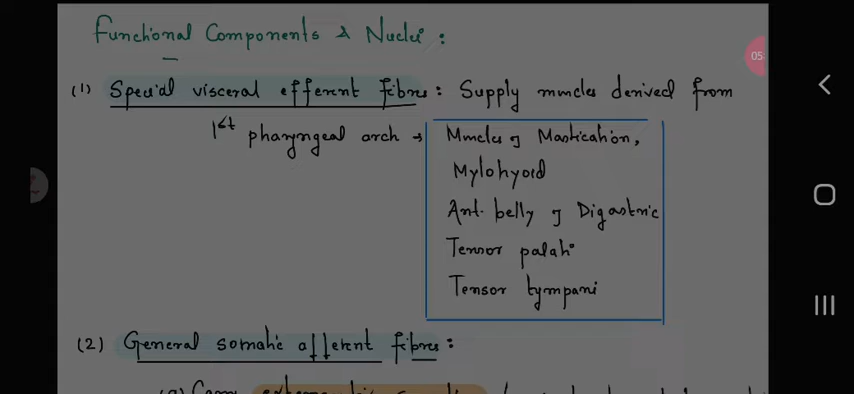 Functional Components & Nuclei :
(1) Special visceral efferent fibres : Supply muscles derived from
1st pharyngeal arch → Muscles of Mastication,
Mylohyoid
Ant. belly of Digastric
Tensor palati
Tensor tympani
(2) General somatic afferent fibres :
05